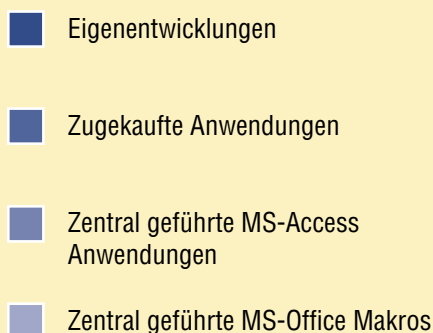 Eigenentwicklungen
Zugekaufte Anwendungen
Zentral geführte MS-Access
Anwendungen
Zentral geführte MS-Office Makros